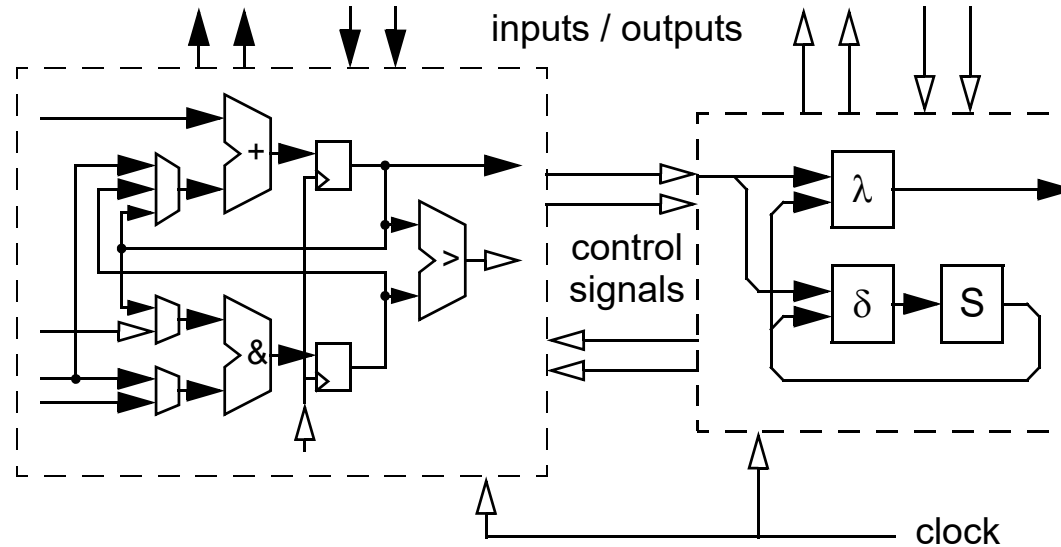 inputs / outputs
+
λ
>
control
signals
δ
S
&
clock